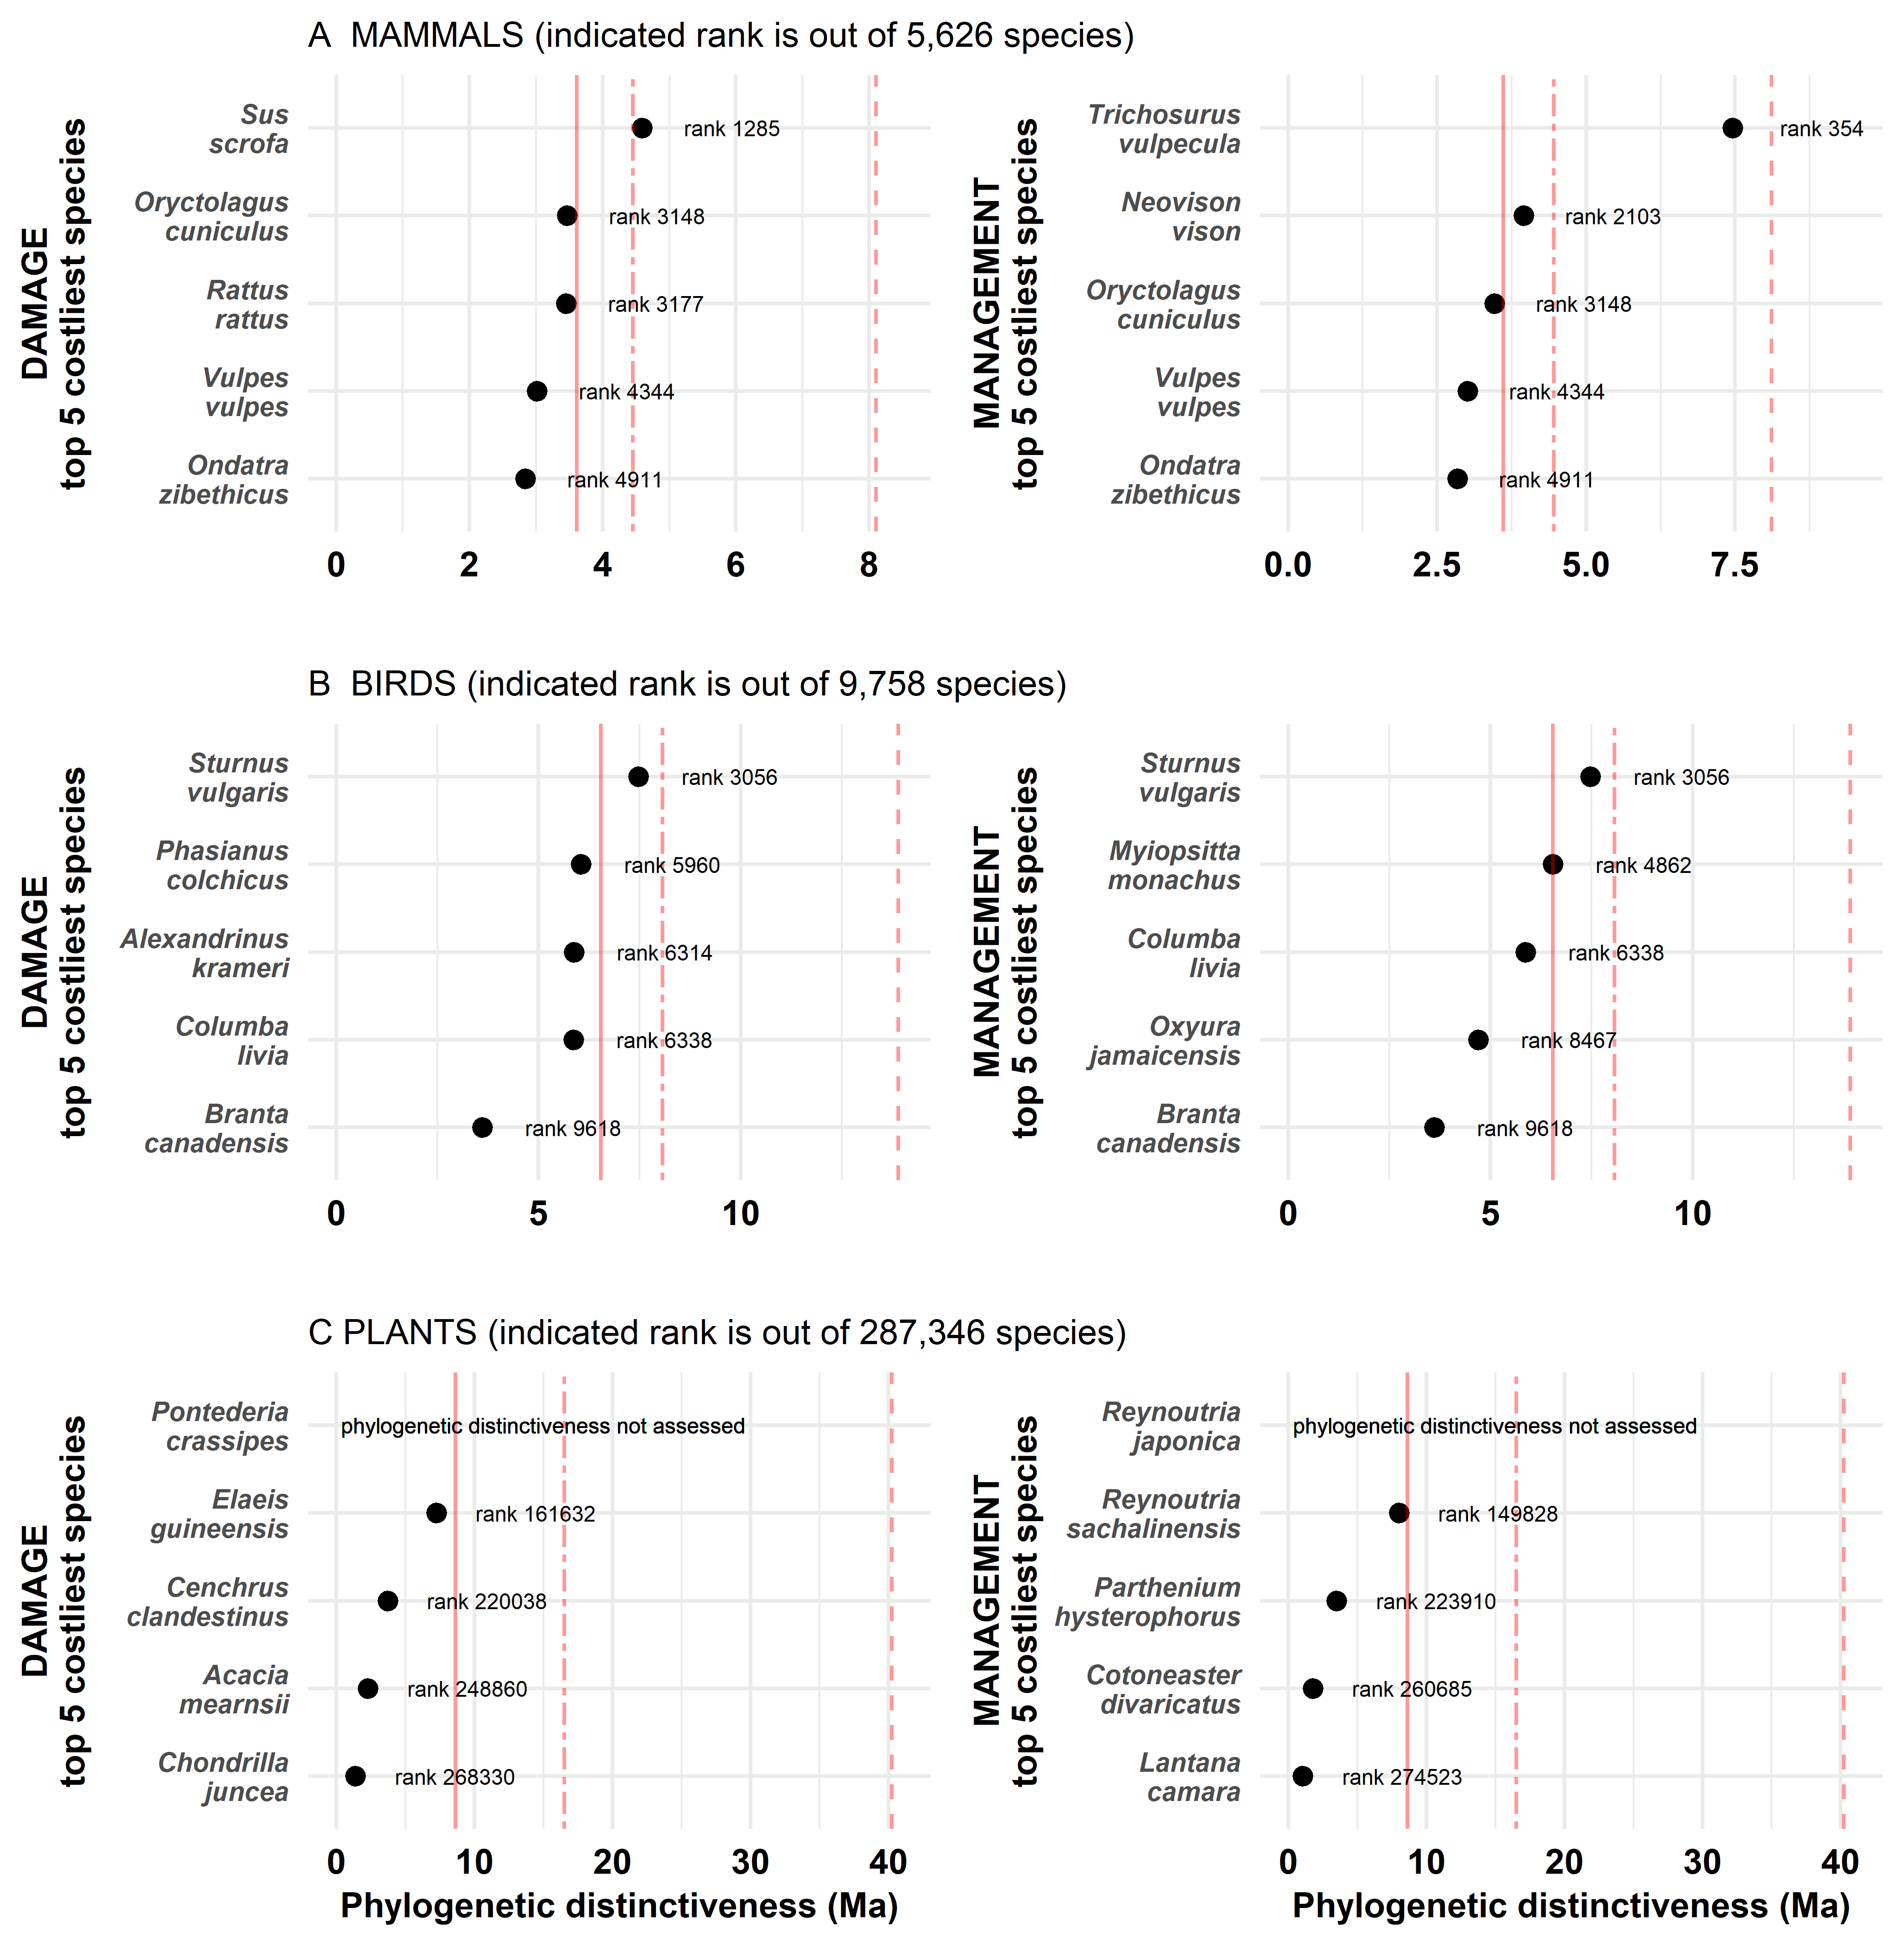 A  MAMMALS (indicated rank is out of 5,626 species)
DAMAGE
top 5 costliest species
Sus
scrofa
rank 1285
Oryctolagus
cuniculus
rank 3148
Rattus
rattus
rank 3177
Vulpes
vulpes
rank 4344
Ondatra
zibethicus
rank 4911
0 2 4 6 8
MANAGEMENT
top 5 costliest species
Trichosurus
vulpecula
rank 354
Neovison
vison
rank 2103
Oryctolagus
cuniculus
rank 3148
Vulpes
vulpes
rank 4344
Ondatra
zibethicus
rank 4911
0.0 2.5 5.0 7.5
B  BIRDS (indicated rank is out of 9,758 species)
DAMAGE
top 5 costliest species
Sturnus
vulgaris
rank 3056
Phasianus
colchicus
rank 5960
Alexandrinus
krameri
rank 6314
Columba
livia
rank 6338
Branta
canadensis
rank 9618
0 5 10
MANAGEMENT
top 5 costliest species
Sturnus
vulgaris
rank 3056
Myiopsitta
monachus
rank 4862
Columba
livia
rank 6338
Oxyura
jamaicensis
rank 8467
Branta
canadensis
rank 9618
0 5 10
C PLANTS (indicated rank is out of 287,346 species)
DAMAGE
top 5 costliest species
Pontederia
crassipes
phylogenetic distinctiveness not assessed
Elaeis
guineensis
rank 161632
Cenchrus
clandestinus
rank 220038
Acacia
mearnsii
rank 248860
Chondrilla
juncea
rank 268330
0 10 20 30 40
Phylogenetic distinctiveness (Ma)
MANAGEMENT
top 5 costliest species
Reynoutria
japonica
phylogenetic distinctiveness not assessed
Reynoutria
sachalinensis
rank 149828
Parthenium
hysterophorus
rank 223910
Cotoneaster
divaricatus
rank 260685
Lantana
camara
rank 274523
0 10 20 30 40
Phylogenetic distinctiveness (Ma)